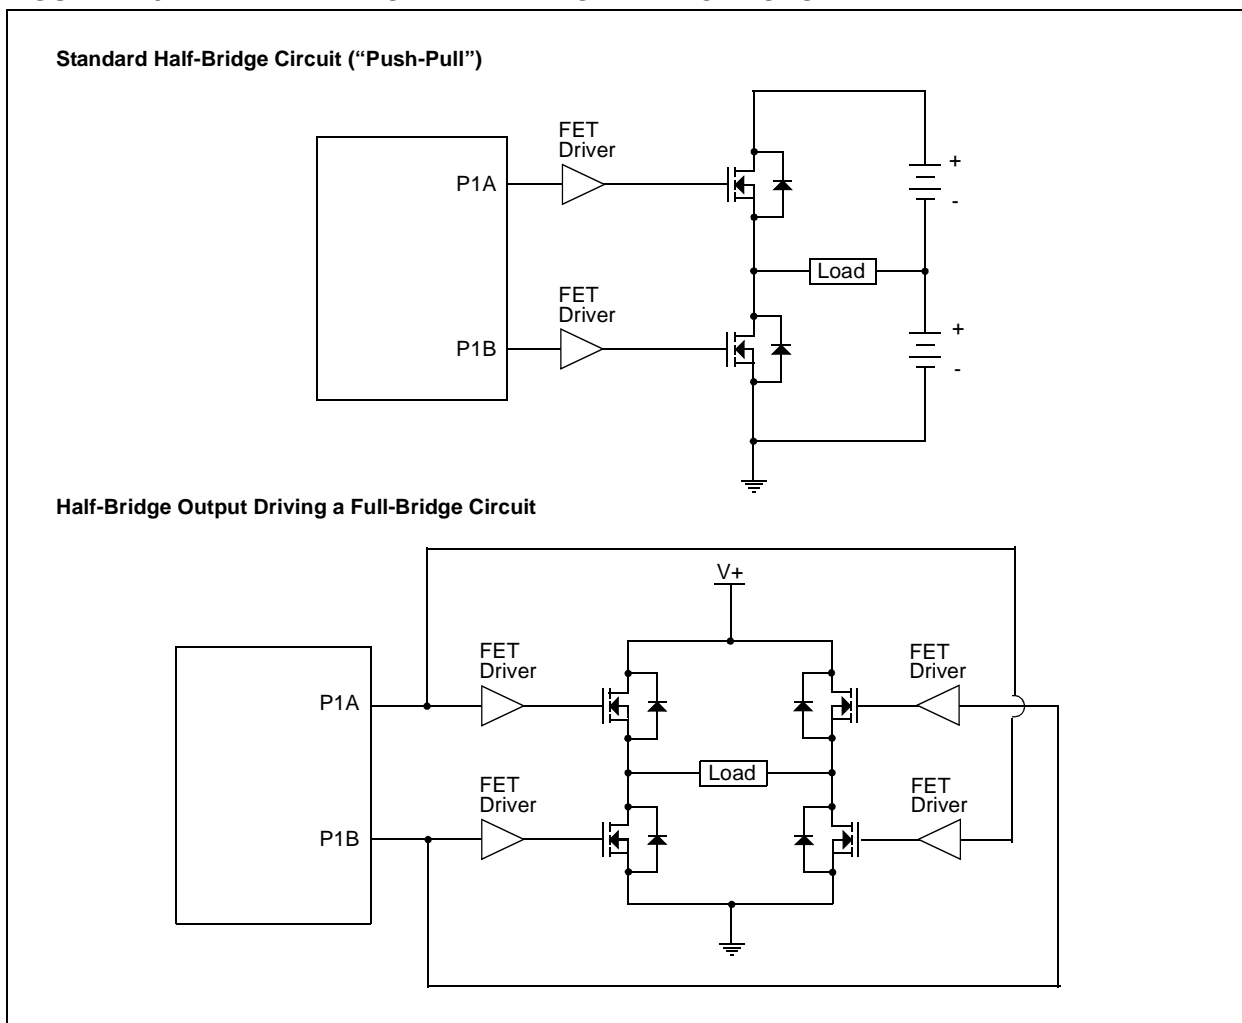 Standard Half-Bridge Circuit (“Push-Pull”)
FET
Driver
P1A
+
-
Load
FET
Driver
P1B
+
-
Half-Bridge Output Driving a Full-Bridge Circuit
V+
FET
Driver
FET
Driver
P1A
Load
FET
Driver
FET
Driver
P1B